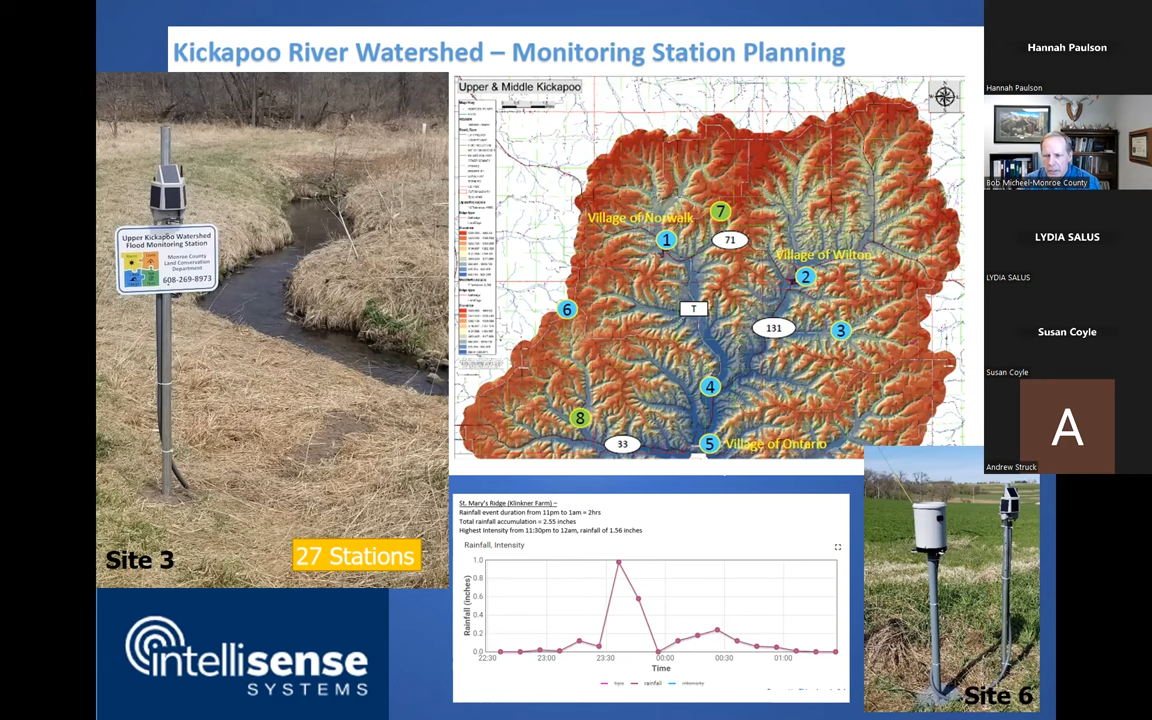 Kickapoo River Watershed – Monitoring Station Planning
Upper Kickapoo Watershed
Flood Monitoring Station
Monroe County
Land Conservation
Department
608-269-8973
Site 3
27 Stations
intellisense
SYSTEMS
Upper & Middle Kickapoo
Village of Norwalk
7
1
71
Village of Wilton
2
6
T
131
3
4
8
33
5
Village of Ontario
St. Mary's Ridge (Klinkner Farm) –
Rainfall event duration from 11pm to 1am = 2hrs
Total rainfall accumulation = 2.55 inches
Highest Intensity from 11:30pm to 12am, rainfall of 1.56 inches
Rainfall, Intensity
Rainfall (inches)
1.0
0.8
0.6
0.4
0.2
22:30 23:00 23:30 00:00 00:30 01:00
Time
rainfall
intensity
Site 6
Hannah Paulson
Hannah Paulson
Bob Micheel-Monroe County
LYDIA SALUS
LYDIA SALUS
Susan Coyle
Susan Coyle
A
Andrew Struck